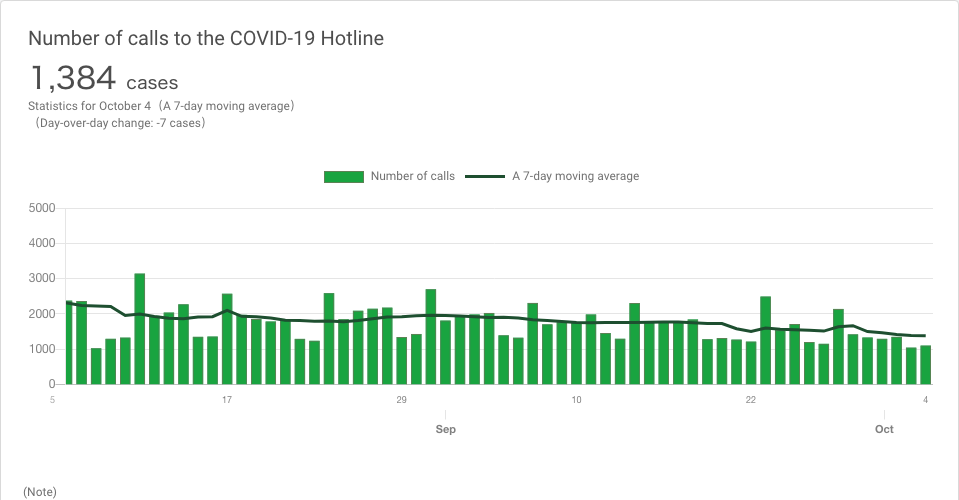 Number of calls to the COVID-19 Hotline
1,384 cases
Statistics for October 4（A 7-day moving average）
（Day-over-day change: -7 cases）
Number of calls A 7-day moving average
5000
4000
3000
2000
1000
0
5 17 29 10 22 4
Sep Oct
(Note)